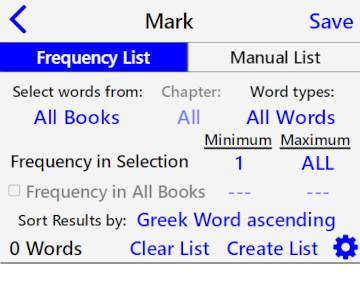 Mark Save
Frequency List Manual List
Select words from: Chapter: Word types:
All Books All All Words
Minimum Maximum
Frequency in Selection 1 ALL
Frequency in All Books --- ---
Sort Results by: Greek Word ascending
0 Words Clear List Create List